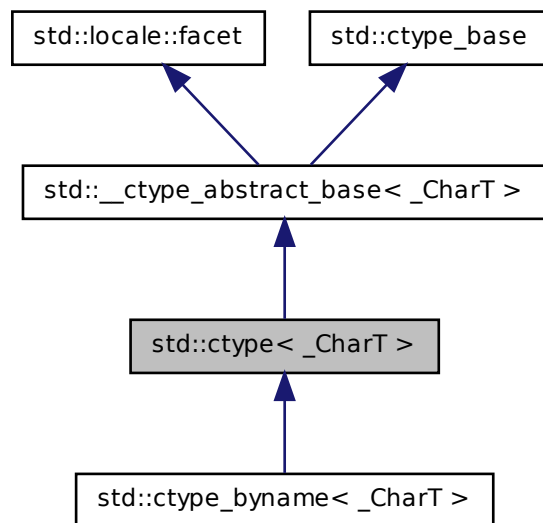 std::locale::facet
std::ctype_base
std::__ctype_abstract_base< _CharT >
std::ctype< _CharT >
std::ctype_byname< _CharT >